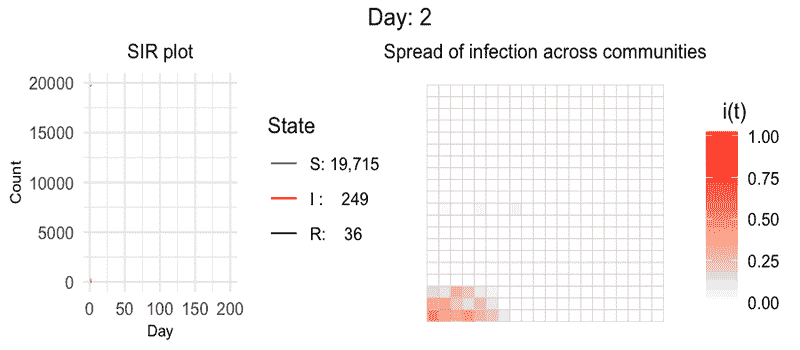 Day: 2
SIR plot
Count
20000
15000
10000
5000
0
0 50 100 150 200
Day
State
S: 19,715
I : 249
R: 36
Spread of infection across communities
i(t)
1.00
0.75
0.50
0.25
0.00